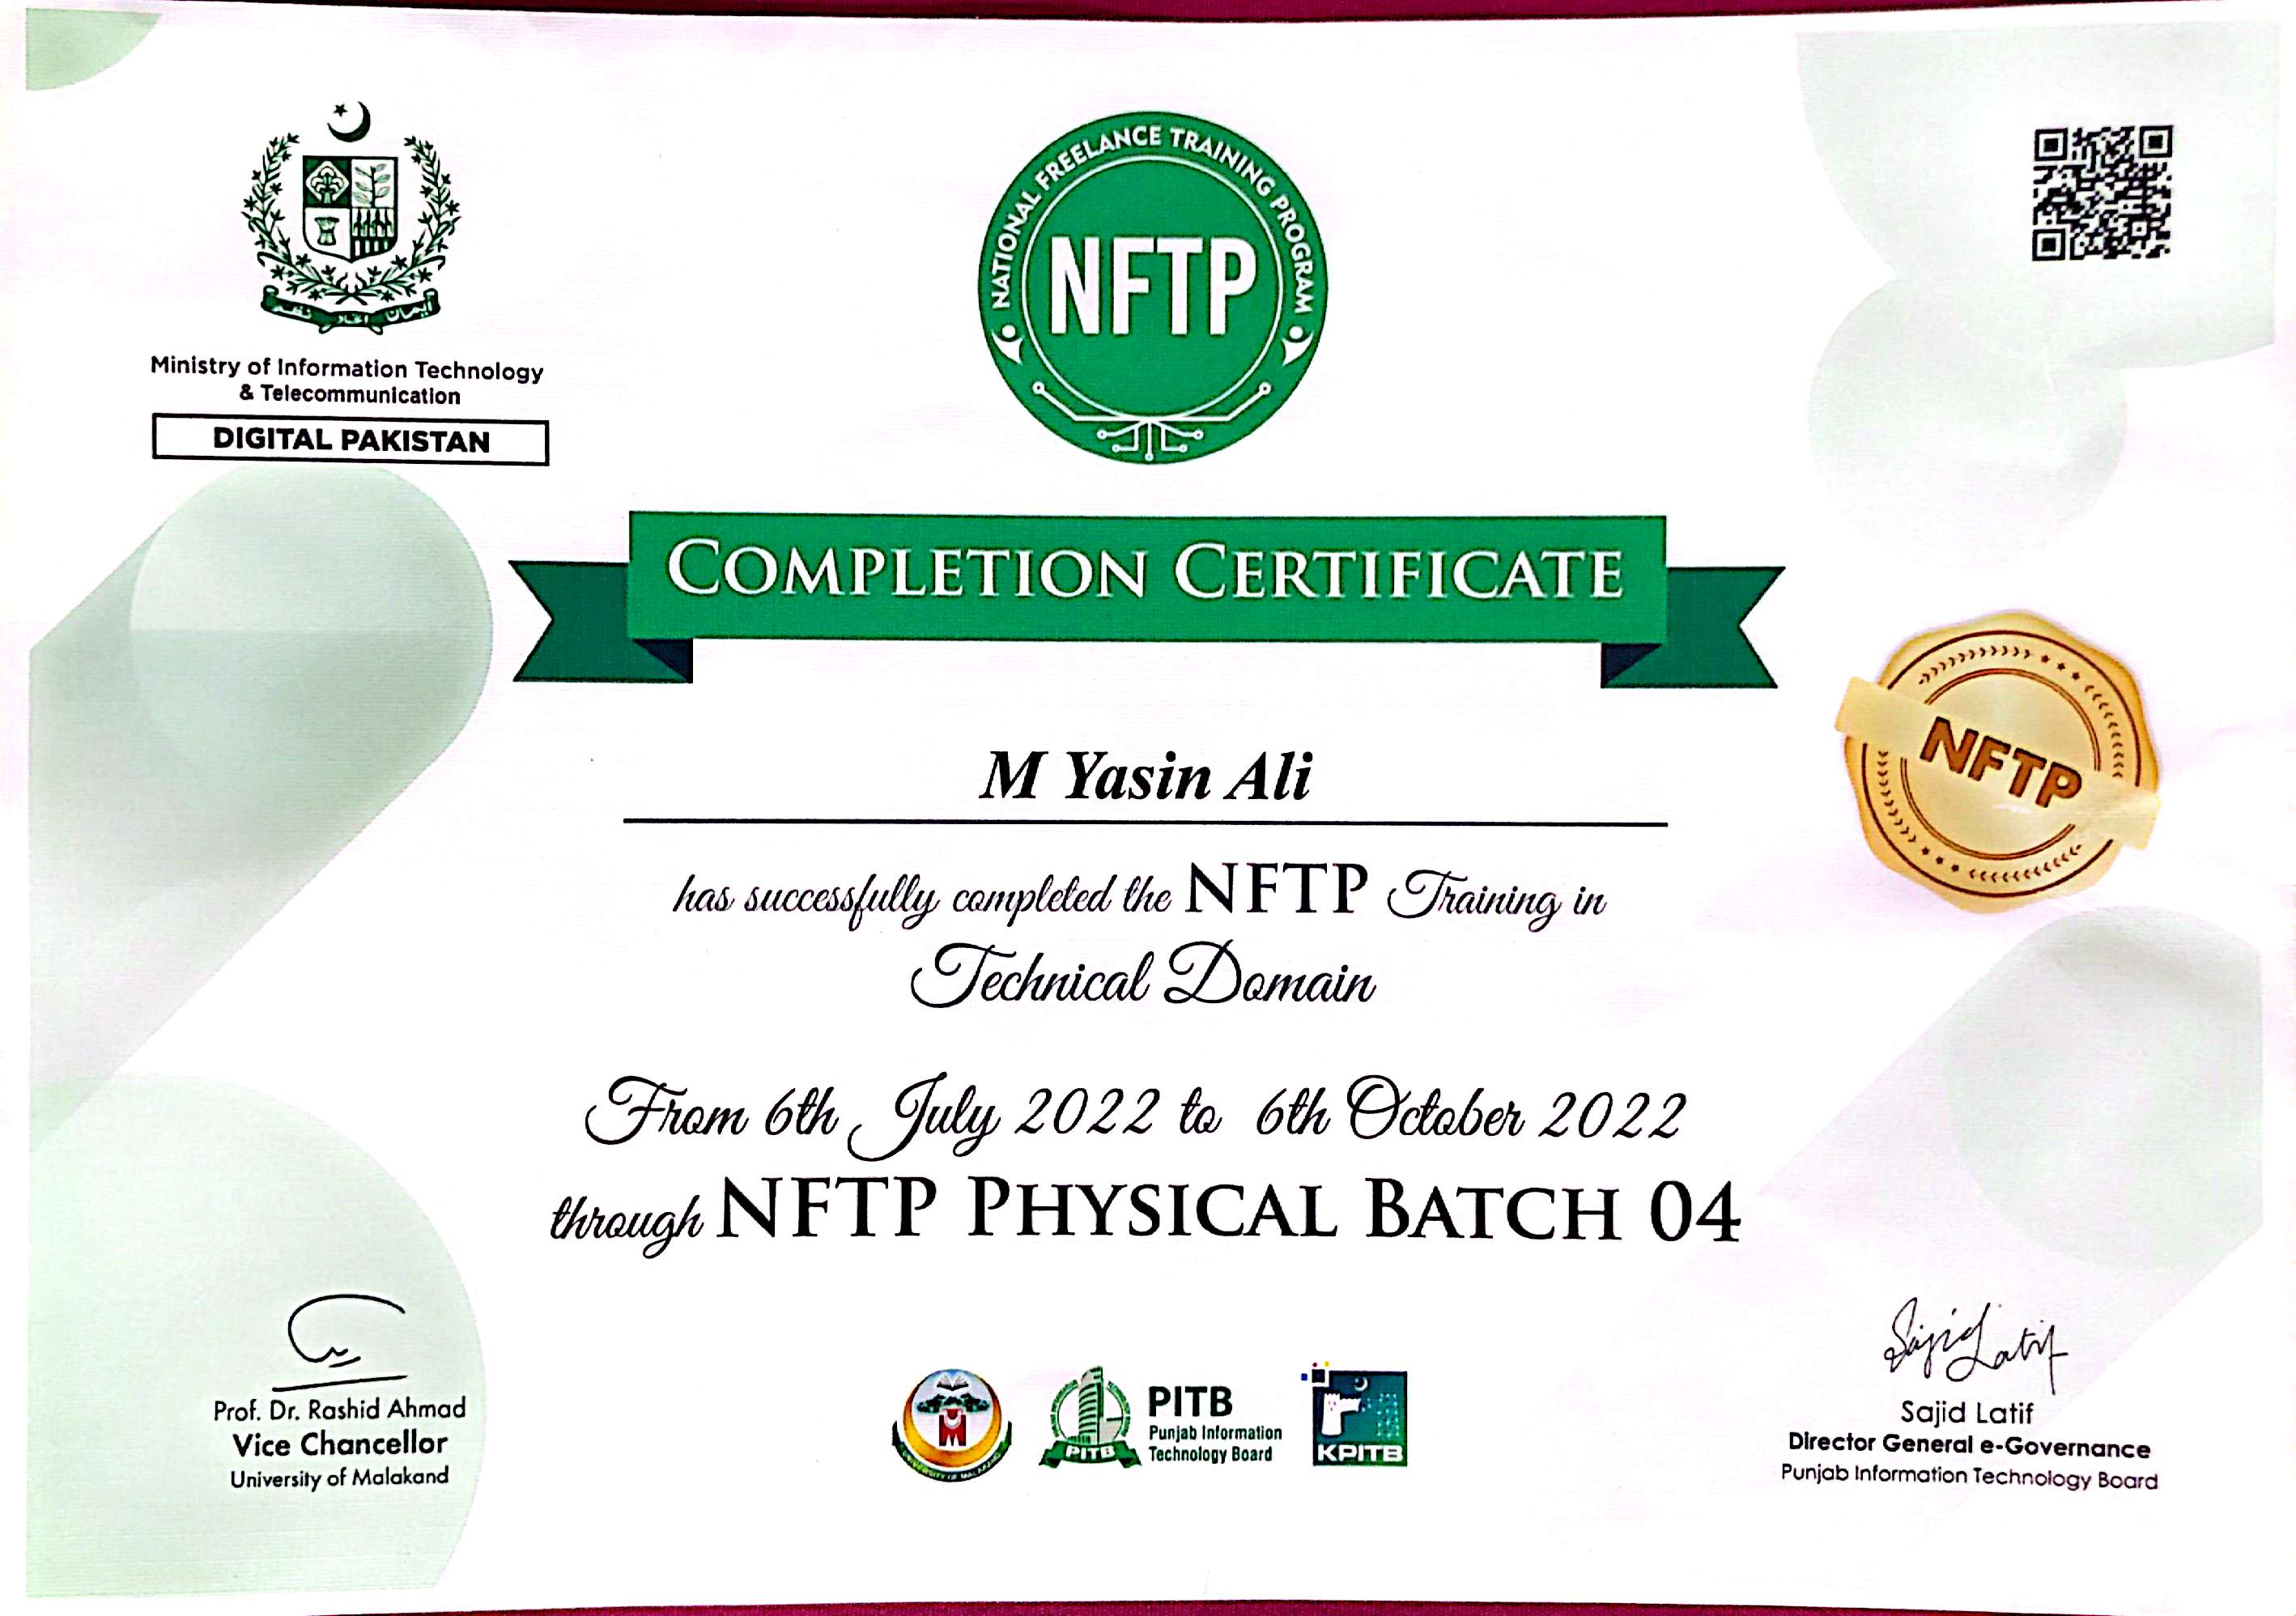 Ministry of Information Technology
& Telecommunication
DIGITAL PAKISTAN
NATIONAL FREELANCE TRAINING PROGRAM
NFTP
COMPLETION CERTIFICATE
NFTP
M Yasin Ali
has successfully completed the NFTP Training in
Technical Domain
From 6th July 2022 to 6th October 2022
through NFTP PHYSICAL BATCH 04
Prof. Dr. Rashid Ahmad
Vice Chancellor
University of Malakand
UNIVERSITY OF MALAKAND
PITB
PITB
Punjab Information
Technology Board
KPITB
Sajid Latif
Sajid Latif
Director General e-Governance
Punjab Information Technology Board